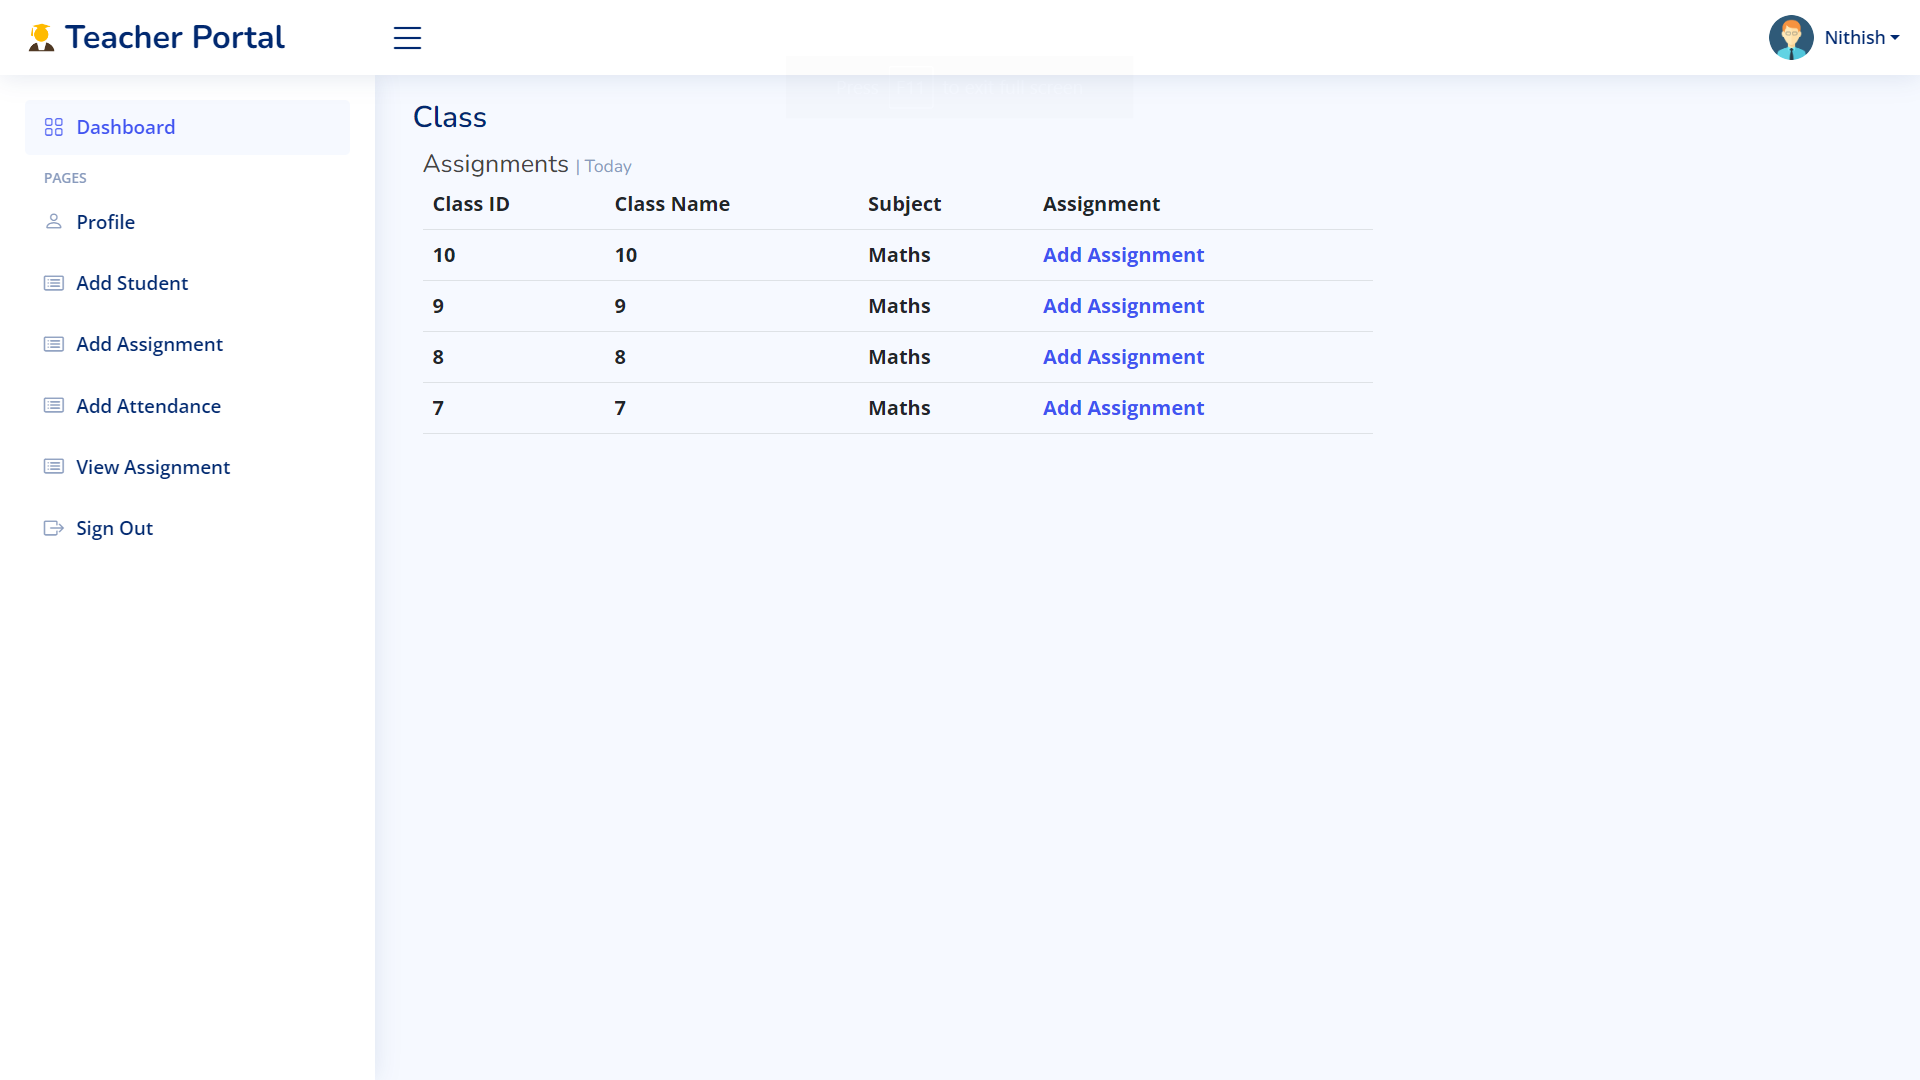 Teacher Portal
Nithish
Dashboard
PAGES
Profile
Add Student
Add Assignment
Add Attendance
View Assignment
Sign Out
Class
Assignments | Today
Class ID Class Name Subject Assignment
10 10 Maths Add Assignment
9 9 Maths Add Assignment
8 8 Maths Add Assignment
7 7 Maths Add Assignment